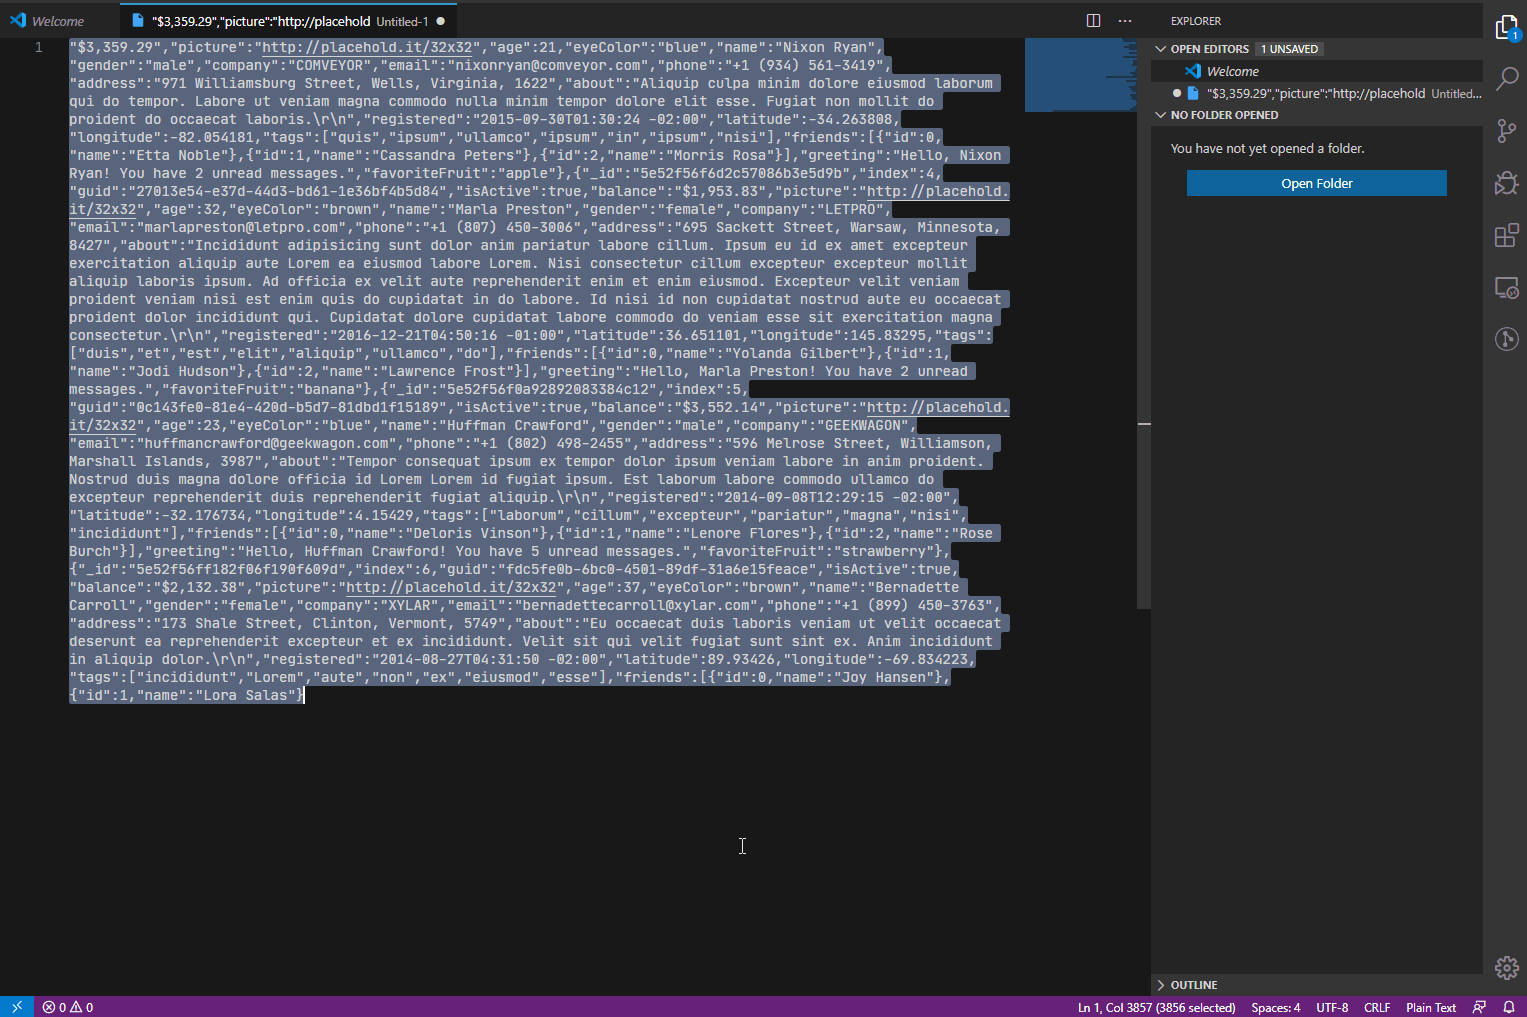 Welcome
"$3,359.29","picture":"http://placehold Untitled-1
EXPLORER
1
"$3,359.29","picture":"http://placehold.it/32x32","age":21,"eyeColor":"blue","name":"Nixon Ryan",
"gender":"male","company":"COMVEYOR","email":"nixonryan@comveyor.com","phone":"+1 (934) 561-3419",
"address":"971 Williamsburg Street, Wells, Virginia, 1622","about":"Aliquip culpa minim dolore eiusmod laborum
qui do tempor. Labore ut veniam magna commodo nulla minim tempor dolore elit esse. Fugiat non mollit do
proident do occaecat laboris.\r\n","registered":"2015-09-30T01:30:24 -02:00","latitude":-34.263808,
"longitude":-82.054181,"tags":["quis","ipsum","ullamco","ipsum","in","ipsum","nisi"],"friends":[{"id":0,
"name":"Etta Noble"},{"id":1,"name":"Cassandra Peters"},{"id":2,"name":"Morris Rosa"}],"greeting":"Hello, Nixon
Ryan! You have 2 unread messages.","favoriteFruit":"apple"},{"_id":"5e52f56f6d2c57086b3e5d9b","index":4,
"guid":"27013e54-e37d-44d3-bd61-1e36bf4b5d84","isActive":true,"balance":"$1,953.83","picture":"http://placehold.
it/32x32","age":32,"eyeColor":"brown","name":"Marla Preston","gender":"female","company":"LETPRO",
"email":"marlapreston@letpro.com","phone":"+1 (807) 450-3006","address":"695 Sackett Street, Warsaw, Minnesota,
8427","about":"Incididunt adipisicing sunt dolor anim pariatur labore cillum. Ipsum eu id ex amet excepteur
exercitation aliquip aute Lorem ea eiusmod labore Lorem. Nisi consectetur cillum excepteur excepteur mollit
aliquip laboris ipsum. Ad officia ex velit aute reprehenderit enim et enim eiusmod. Excepteur velit veniam
proident veniam nisi est enim quis do cupidatat in do labore. Id nisi id non cupidatat nostrud aute eu occaecat
proident dolor incididunt qui. Cupidatat dolore cupidatat labore commodo do veniam esse sit exercitation magna
consectetur.\r\n","registered":"2016-12-21T04:50:16 -01:00","latitude":36.651101,"longitude":145.83295,"tags":
["duis","et","est","elit","aliquip","ullamco","do"],"friends":[{"id":0,"name":"Yolanda Gilbert"},{"id":1,
"name":"Jodi Hudson"},{"id":2,"name":"Lawrence Frost"}],"greeting":"Hello, Marla Preston! You have 2 unread
messages.","favoriteFruit":"banana"},{"_id":"5e52f56f0a92892083384c12","index":5,
"guid":"0c143fe0-81e4-420d-b5d7-81dbd1f15189","isActive":true,"balance":"$3,552.14","picture":"http://placehold.
it/32x32","age":23,"eyeColor":"blue","name":"Huffman Crawford","gender":"male","company":"GEEKWAGON",
"email":"huffmancrawford@geekwagon.com","phone":"+1 (802) 498-2455","address":"596 Melrose Street, Williamson,
Marshall Islands, 3987","about":"Tempor consequat ipsum ex tempor dolor ipsum veniam labore in anim proident.
Nostrud duis magna dolore officia id Lorem Lorem id fugiat ipsum. Est laborum labore commodo ullamco do
excepteur reprehenderit duis reprehenderit fugiat aliquip.\r\n","registered":"2014-09-08T12:29:15 -02:00",
"latitude":-32.176734,"longitude":4.15429,"tags":["laborum","cillum","excepteur","pariatur","magna","nisi",
"incididunt"],"friends":[{"id":0,"name":"Deloris Vinson"},{"id":1,"name":"Lenore Flores"},{"id":2,"name":"Rose
Burch"}],"greeting":"Hello, Huffman Crawford! You have 5 unread messages.","favoriteFruit":"strawberry"},
{"_id":"5e52f56ff182f06f190f609d","index":6,"guid":"fdc5fe0b-6bc0-4501-89df-31a6e15feace","isActive":true,
"balance":"$2,132.38","picture":"http://placehold.it/32x32","age":37,"eyeColor":"brown","name":"Bernadette
Carroll","gender":"female","company":"XYLAR","email":"bernadettecarroll@xylar.com","phone":"+1 (899) 450-3763",
"address":"173 Shale Street, Clinton, Vermont, 5749","about":"Eu occaecat duis laboris veniam ut velit occaecat
deserunt ea reprehenderit excepteur et ex incididunt. Velit sit qui velit fugiat sunt sint ex. Anim incididunt
in aliquip dolor.\r\n","registered":"2014-08-27T04:31:50 -02:00","latitude":89.93426,"longitude":-69.834223,
"tags":["incididunt","Lorem","aute","non","ex","eiusmod","esse"],"friends":[{"id":0,"name":"Joy Hansen"},
{"id":1,"name":"Lora Salas"}
OPEN EDITORS 1 UNSAVED
Welcome
"$3,359.29","picture":"http://placehold Untitled...
NO FOLDER OPENED
You have not yet opened a folder.
Open Folder
1
OUTLINE
0 0
Ln 1, Col 3857 (3856 selected) Spaces: 4 UTF-8 CRLF Plain Text